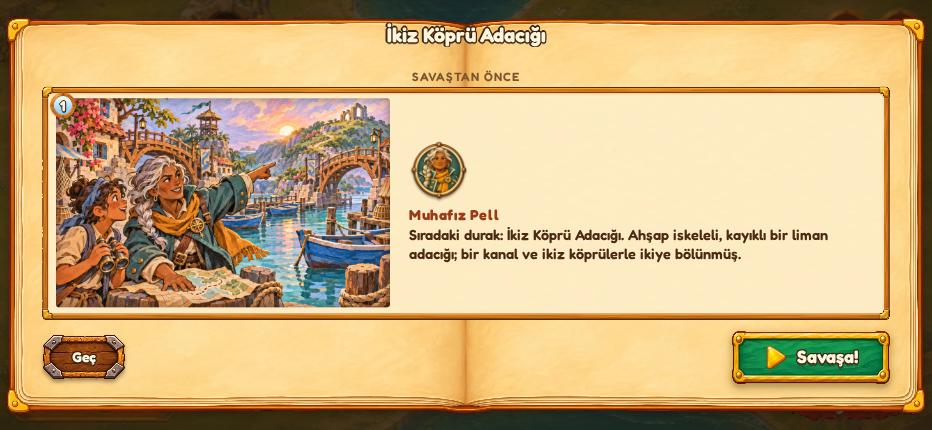 İkiz Köprü Adacığı
SAVAŞTAN ÖNCE
1
Muhafız Pell
Sıradaki durak: İkiz Köprü Adacığı. Ahşap iskeleli, kayıklı bir liman
adacığı; bir kanal ve ikiz köprülerle ikiye bölünmüş.
Geç
Savaşa!